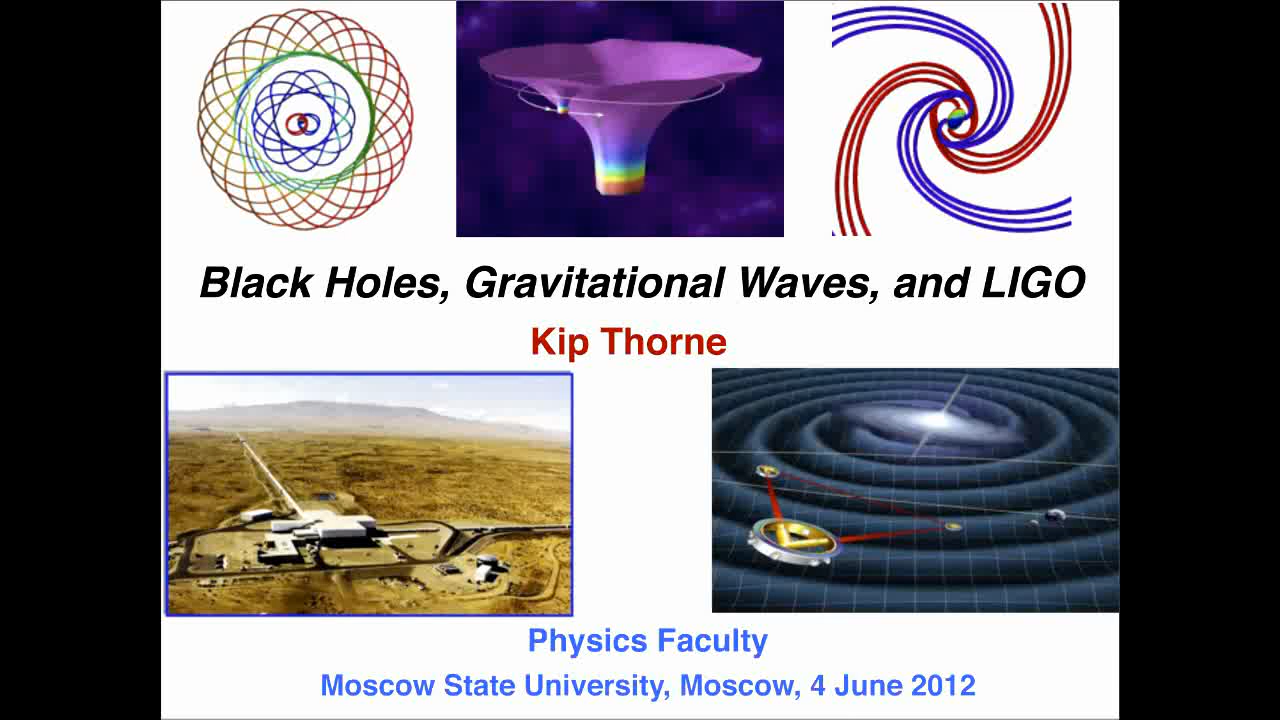 Black Holes, Gravitational Waves, and LIGO
Kip Thorne
Physics Faculty
Moscow State University, Moscow, 4 June 2012